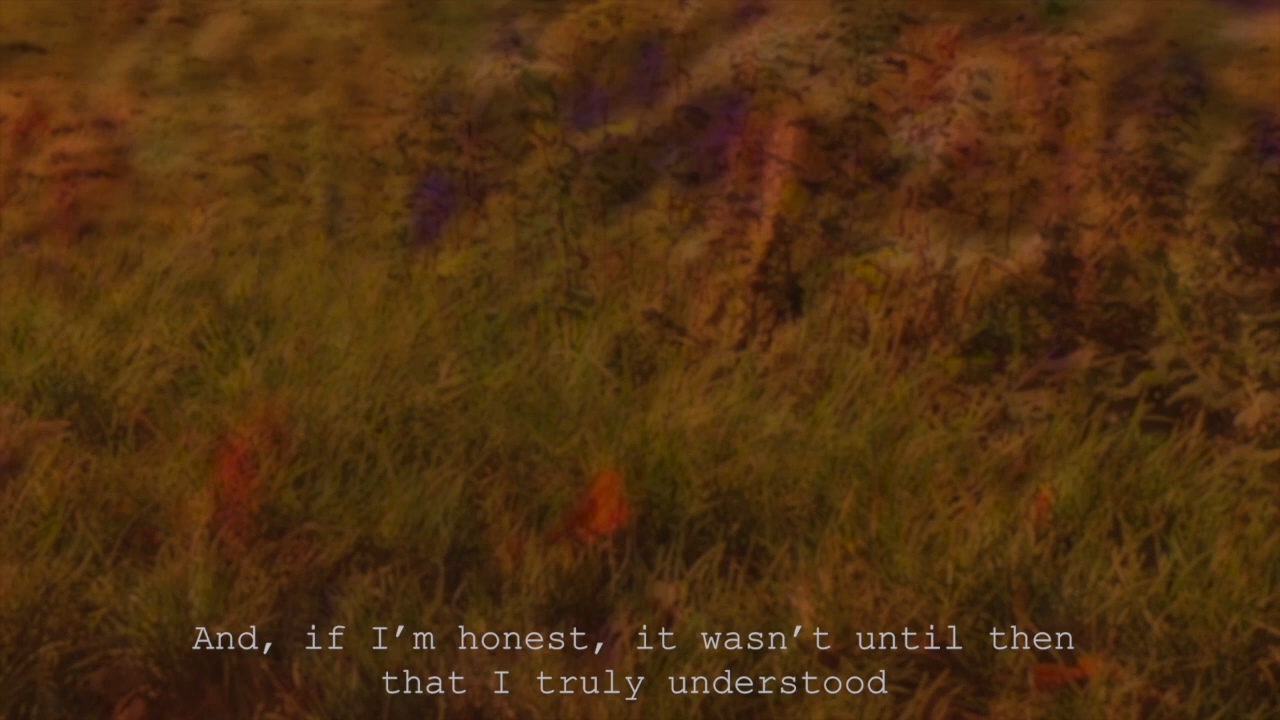 And, if I’m honest, it wasn’t until then
that I truly understood